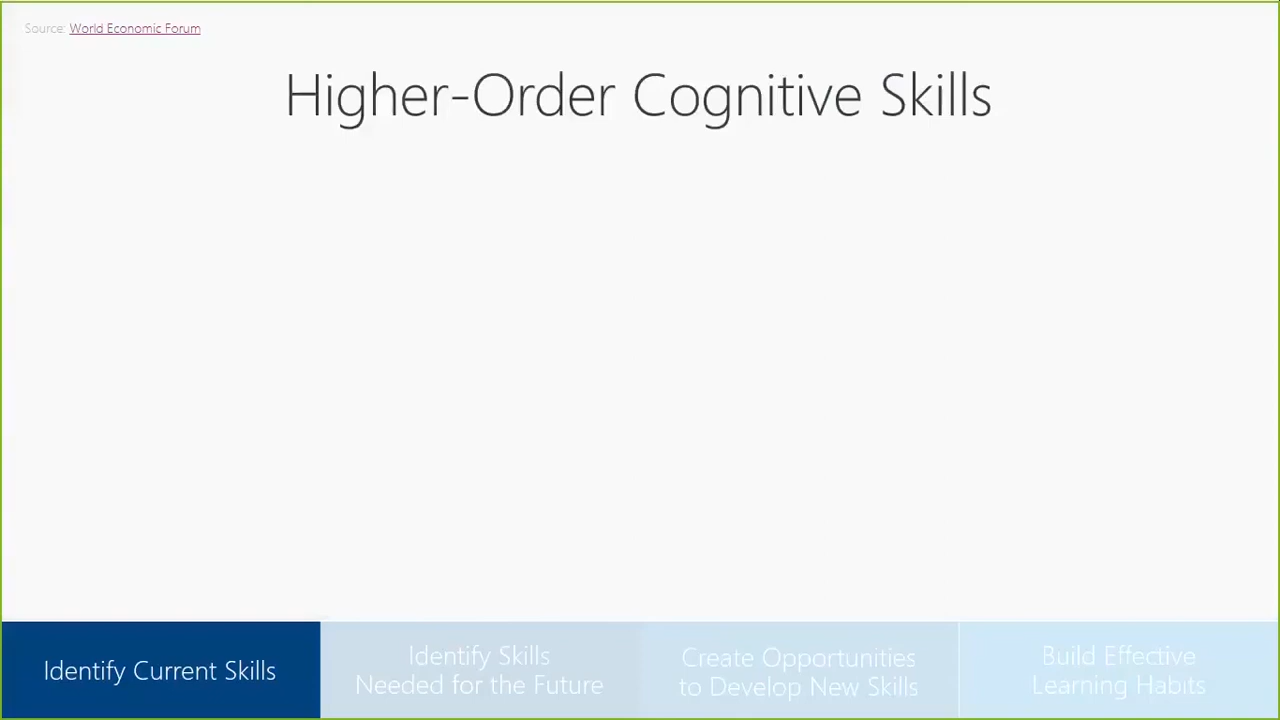 Source: World Economic Forum
Higher-Order Cognitive Skills
Identify Current Skills
Identify Skills
Needed for the Future
Create Opportunities
to Develop New Skills
Build Effective
Learning Habits